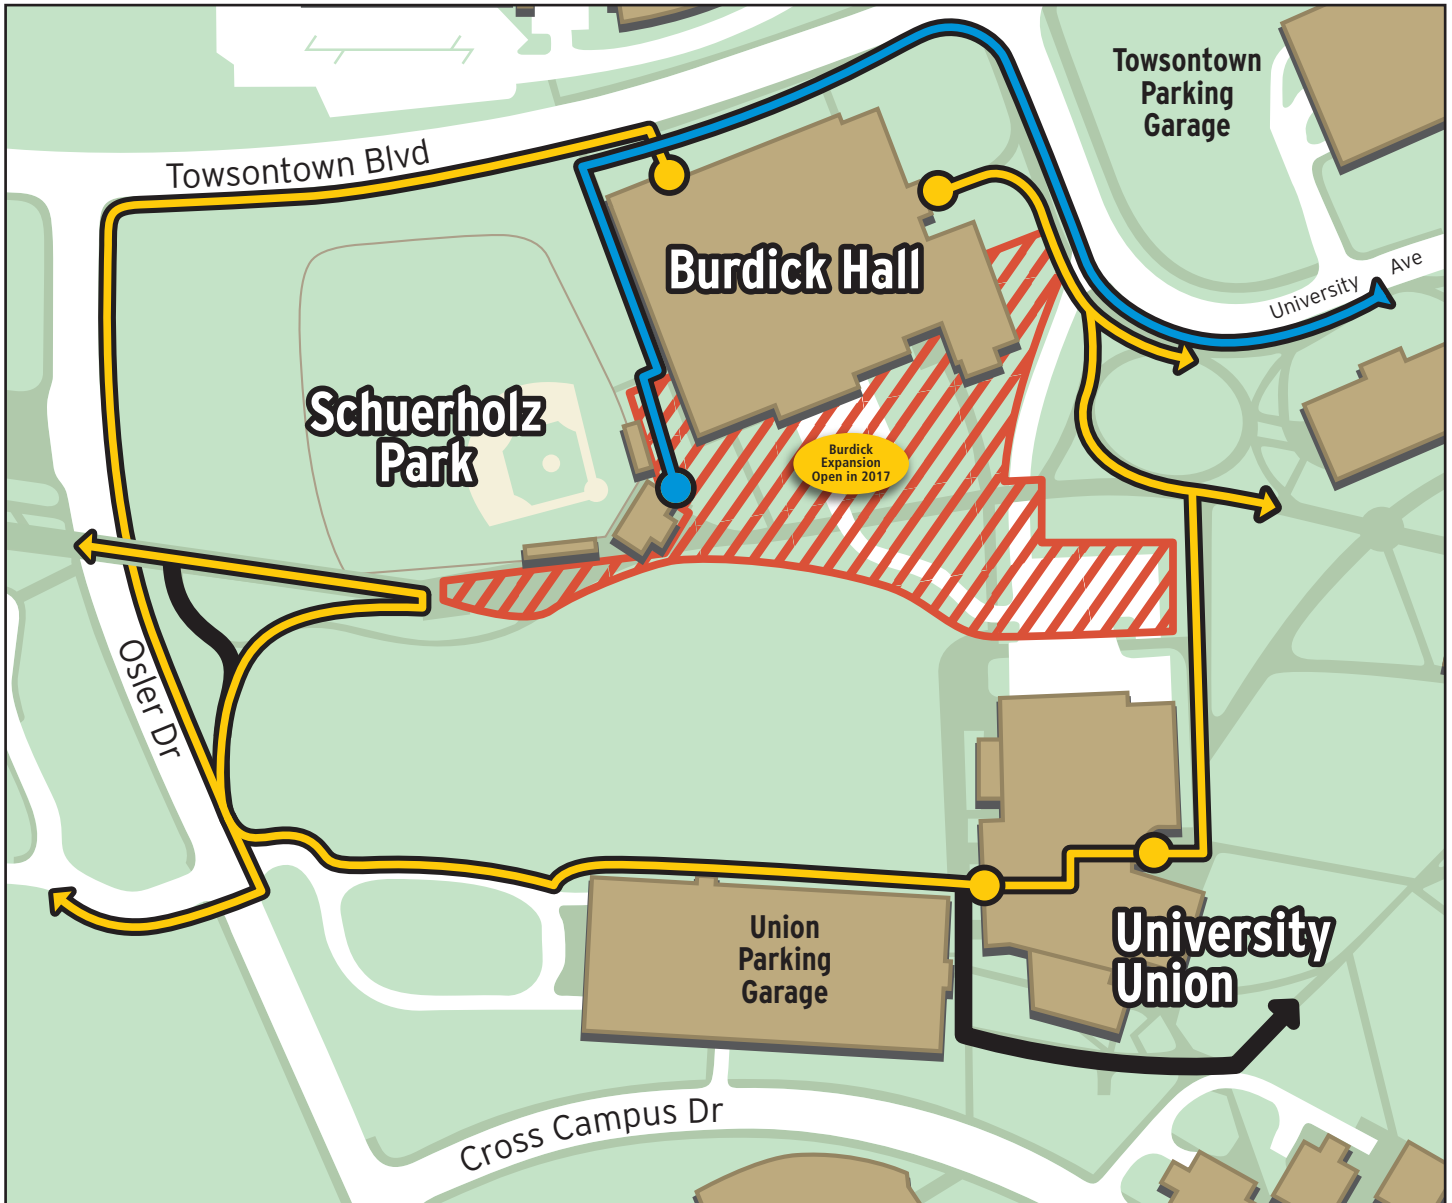 Towsontown
Parking
Garage
Towsontown Blvd
University Ave
Burdick Hall
Schuerholz
Park
Burdick
Expansion
Open in 2017
Osler Dr
University
Union
Union
Parking
Garage
Cross Campus Dr